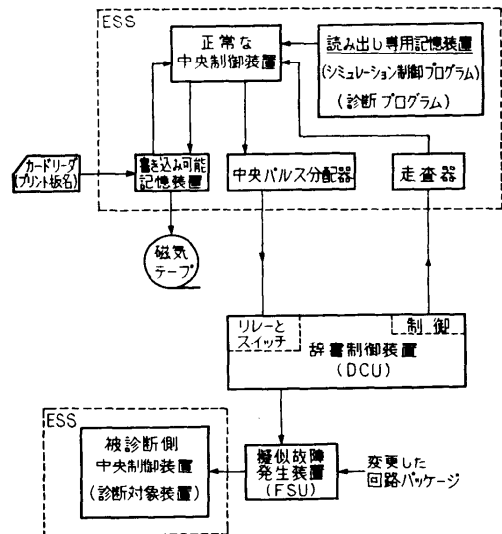 ESS
正常な
中央制御装置
読み出し専用記憶装置
(シミュレーション制御プログラム)
(診断プログラム)
カードリーダ
(プリント板名)
書き込み可能
記憶装置
中央パルス分配器
走査器
磁気
テープ
リレーと
スイッチ
制御
辞書制御装置
(DCU)
ESS
被診断側
中央制御装置
(診断対象装置)
擬似故障
発生装置
(FSU)
変更した
回路パッケージ